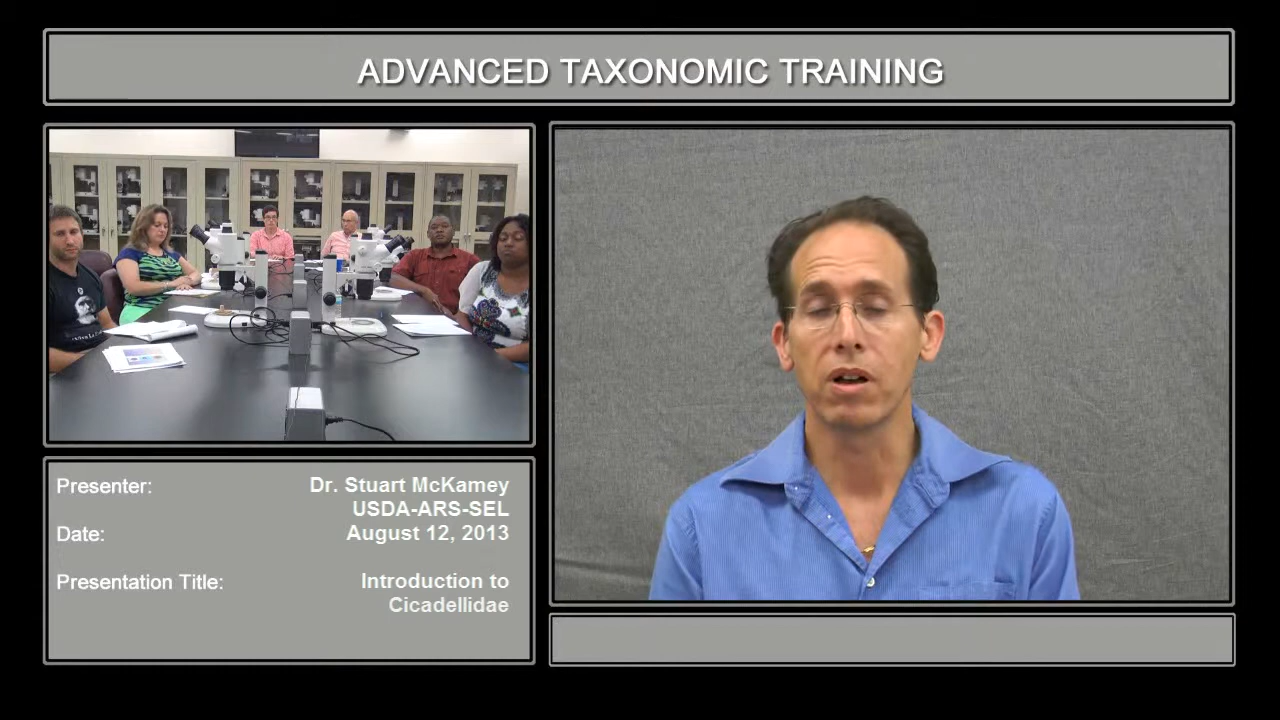 ADVANCED TAXONOMIC TRAINING
Presenter: Dr. Stuart McKamey
USDA-ARS-SEL
Date: August 12, 2013
Presentation Title: Introduction to
Cicadellidae